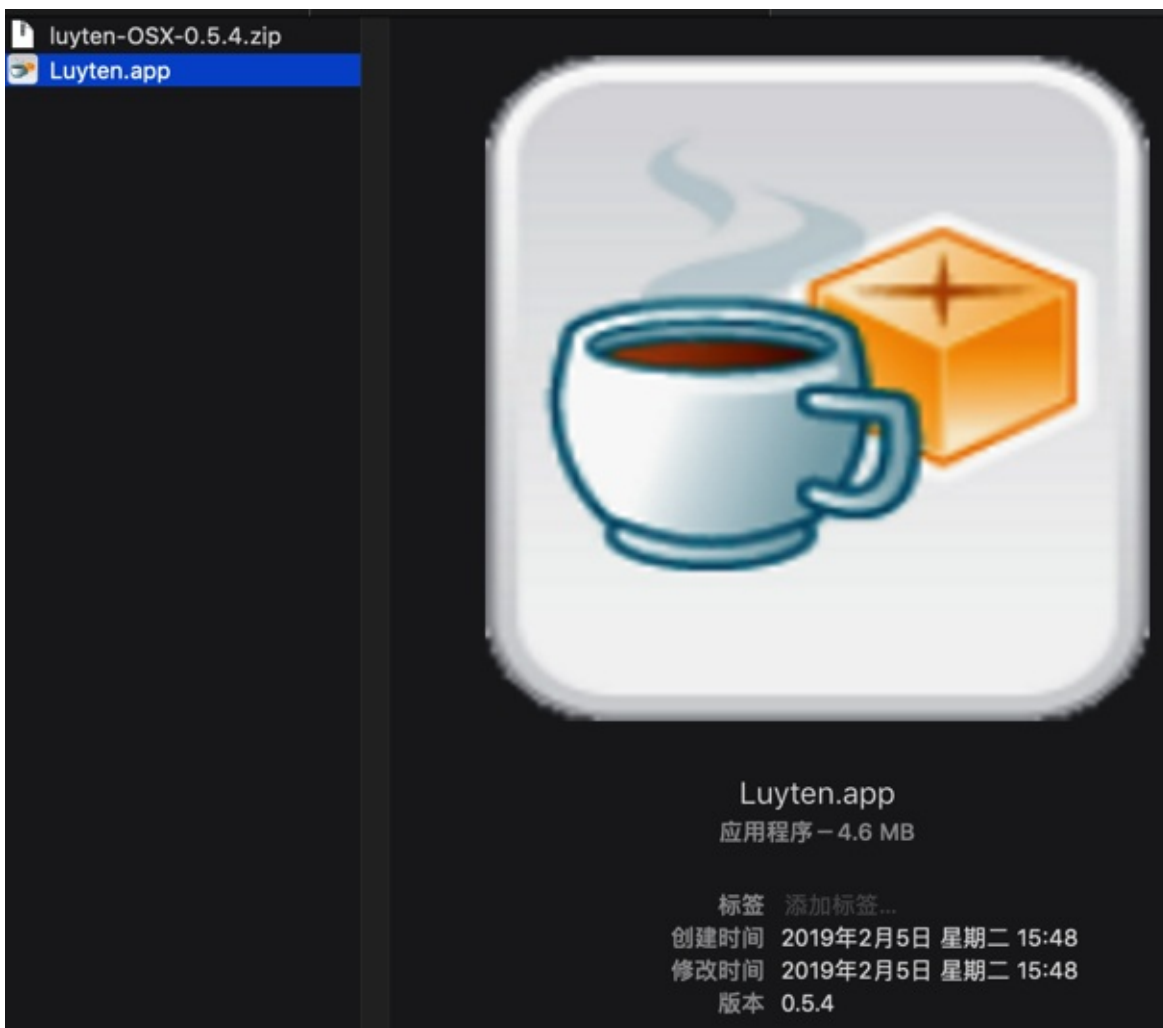 luyten-OSX-0.5.4.zip
Luyten.app
Luyten.app
应用程序 — 4.6 MB
标签 添加标签...
创建时间 2019年2月5日 星期二 15:48
修改时间 2019年2月5日 星期二 15:48
版本 0.5.4